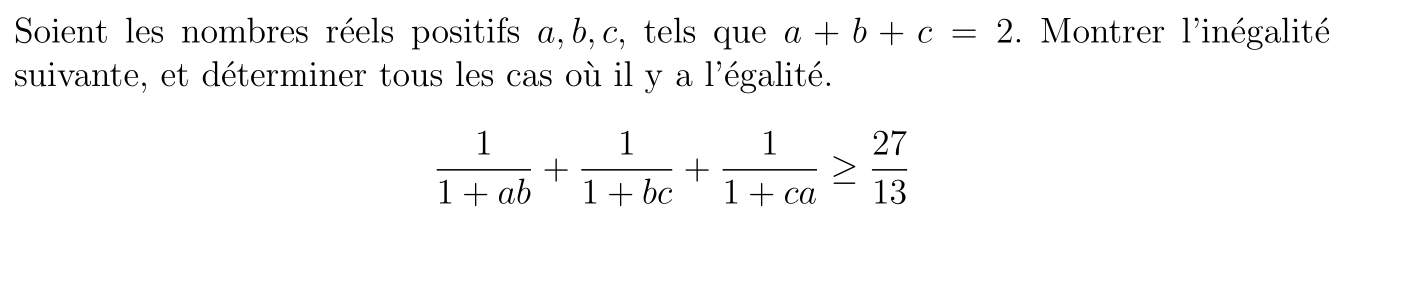 Soient les nombres réels positifs a, b, c, tels que a + b + c = 2. Montrer l'inégalité
suivante, et déterminer tous les cas où il y a l'égalité.
1/(1 + ab) + 1/(1 + bc) + 1/(1 + ca) ≥ 27/13